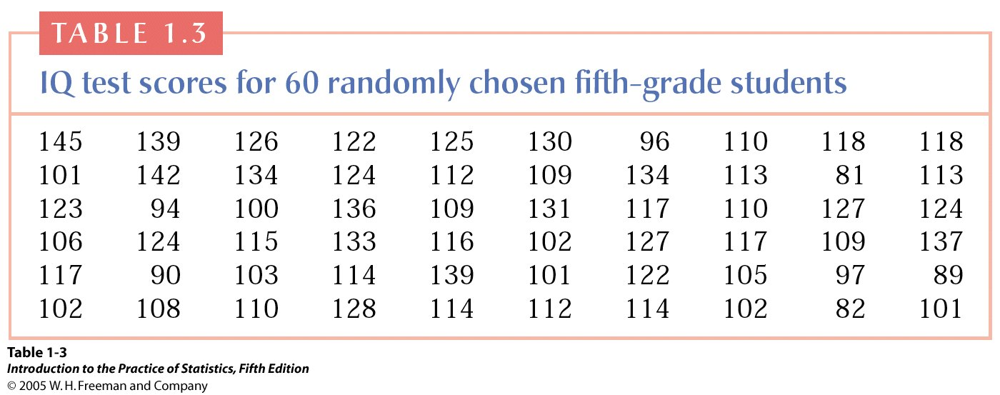 TABLE 1.3
IQ test scores for 60 randomly chosen fifth-grade students
145 139 126 122 125 130 96 110 118 118
101 142 134 124 112 109 134 113 81 113
123 94 100 136 109 131 117 110 127 124
106 124 115 133 116 102 127 117 109 137
117 90 103 114 139 101 122 105 97 89
102 108 110 128 114 112 114 102 82 101
Table 1-3
Introduction to the Practice of Statistics, Fifth Edition
© 2005 W. H. Freeman and Company